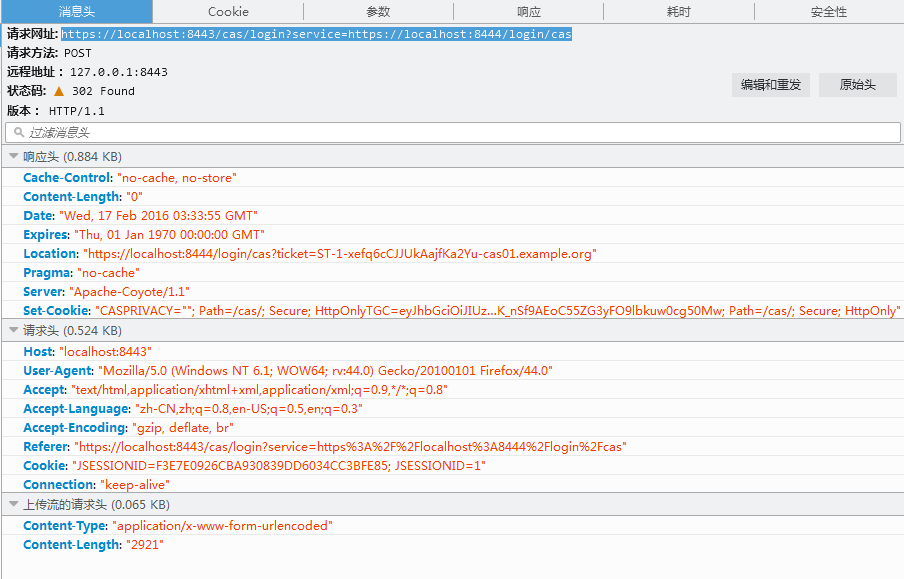 消息头 Cookie 参数 响应 耗时 安全性
请求网址: https://localhost:8443/cas/login?service=https://localhost:8444/login/cas
请求方法: POST
远程地址： 127.0.0.1:8443
状态码: 302 Found
编辑和重发 原始头
版本： HTTP/1.1
过滤消息头
响应头 (0.884 KB)
Cache-Control: "no-cache, no-store"
Content-Length: "0"
Date: "Wed, 17 Feb 2016 03:33:55 GMT"
Expires: "Thu, 01 Jan 1970 00:00:00 GMT"
Location: "https://localhost:8444/login/cas?ticket=ST-1-xefq6cCJJUkAajfKa2Yu-cas01.example.org"
Pragma: "no-cache"
Server: "Apache-Coyote/1.1"
Set-Cookie: "CASPRIVACY=""; Path=/cas/; Secure; HttpOnlyTGC=eyJhbGciOiJIUz...K_nSf9AEoC55ZG3yFO9lbkuw0cg50Mw; Path=/cas/; Secure; HttpOnly"
请求头 (0.524 KB)
Host: "localhost:8443"
User-Agent: "Mozilla/5.0 (Windows NT 6.1; WOW64; rv:44.0) Gecko/20100101 Firefox/44.0"
Accept: "text/html,application/xhtml+xml,application/xml;q=0.9,*/*;q=0.8"
Accept-Language: "zh-CN,zh;q=0.8,en-US;q=0.5,en;q=0.3"
Accept-Encoding: "gzip, deflate, br"
Referer: "https://localhost:8443/cas/login?service=https%3A%2F%2Flocalhost%3A8444%2Flogin%2Fcas"
Cookie: "JSESSIONID=F3E7E0926CBA930839DD6034CC3BFE85; JSESSIONID=1"
Connection: "keep-alive"
上传流的请求头 (0.065 KB)
Content-Type: "application/x-www-form-urlencoded"
Content-Length: "2921"